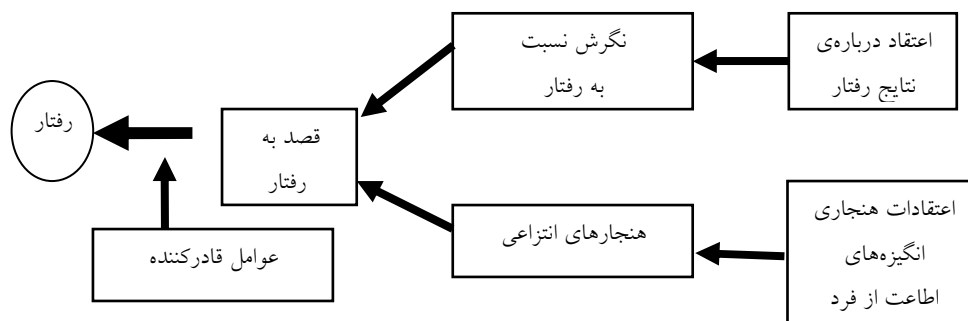 اعتقاد درباره‌ی
نتایج رفتار
نگرش نسبت
به رفتار
رفتار
قصد به
رفتار
اعتقادات هنجاری
انگیزه‌های
اطاعت از فرد
هنجارهای انتزاعی
عوامل قادرکننده